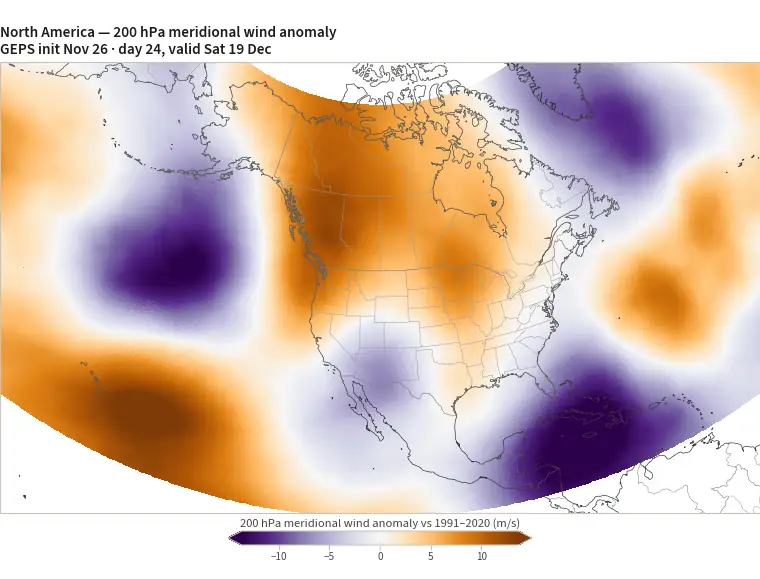 North America — 200 hPa meridional wind anomaly
GEPS init Nov 26 · day 24, valid Sat 19 Dec
200 hPa meridional wind anomaly vs 1991–2020 (m/s)
−10 −5 0 5 10